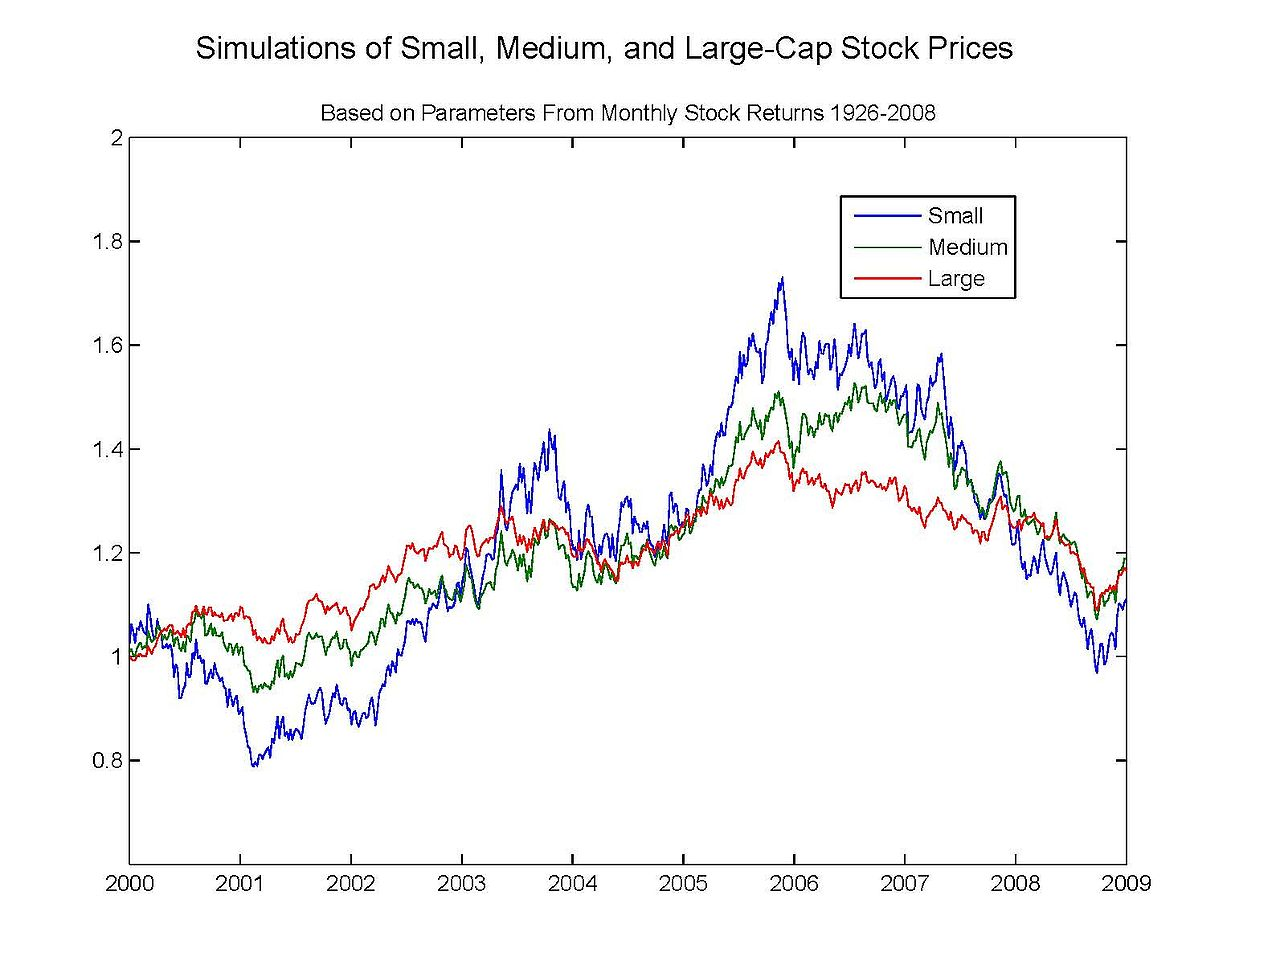 Simulations of Small, Medium, and Large-Cap Stock Prices
Based on Parameters From Monthly Stock Returns 1926-2008
2
1.8
1.6
1.4
1.2
1
0.8
Small
Medium
Large
2000 2001 2002 2003 2004 2005 2006 2007 2008 2009